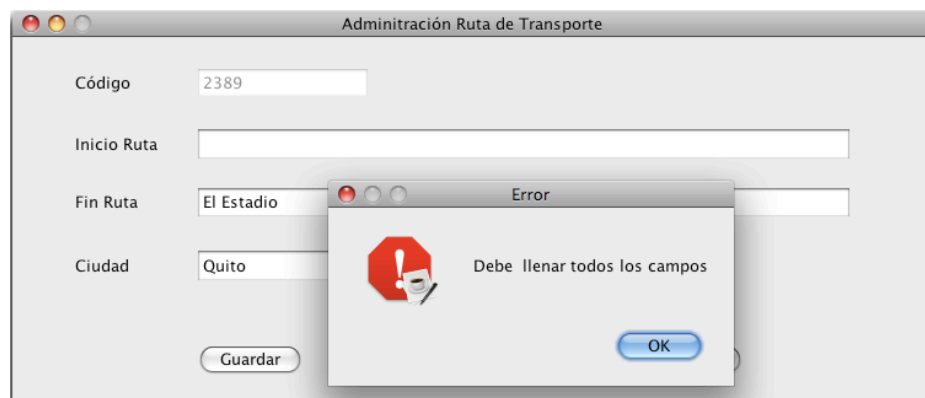 Adminitración Ruta de Transporte
Código 2389
Inicio Ruta
Fin Ruta El Estadio
Error
Ciudad Quito
Debe llenar todos los campos
OK
Guardar